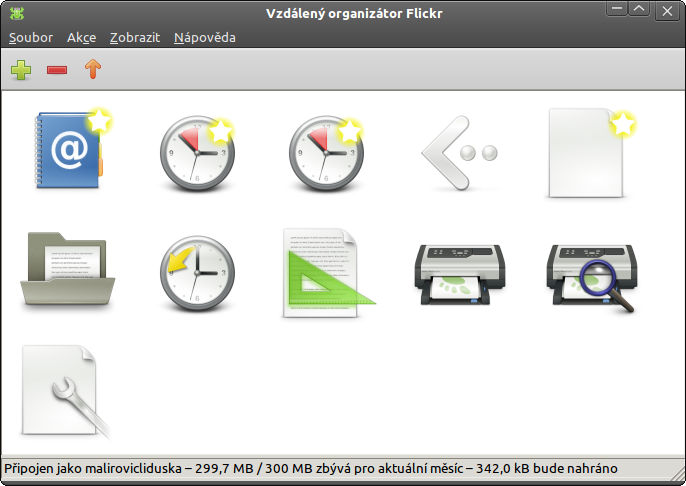 Vzdálený organizátor Flickr
Soubor Akce Zobrazit Nápověda
Připojen jako malirovicliduska – 299,7 MB / 300 MB zbývá pro aktuální měsíc – 342,0 kB bude nahráno